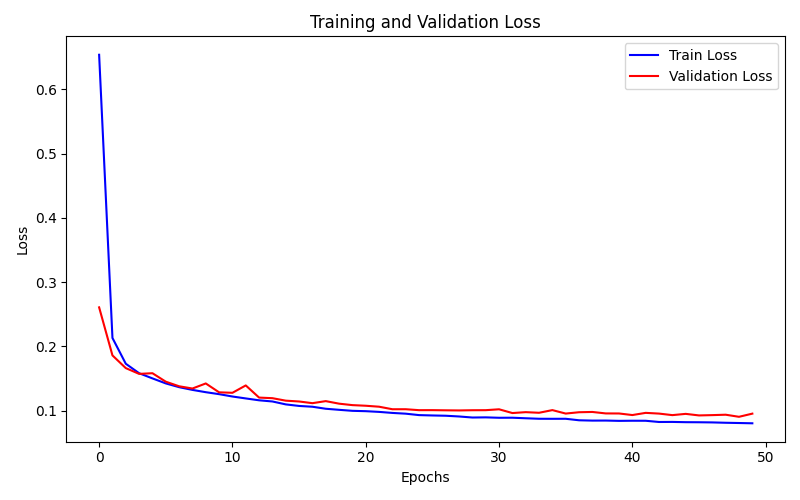 Training and Validation Loss
Train Loss
Validation Loss
0.6
0.5
0.4
0.3
0.2
0.1
Loss
0 10 20 30 40 50
Epochs